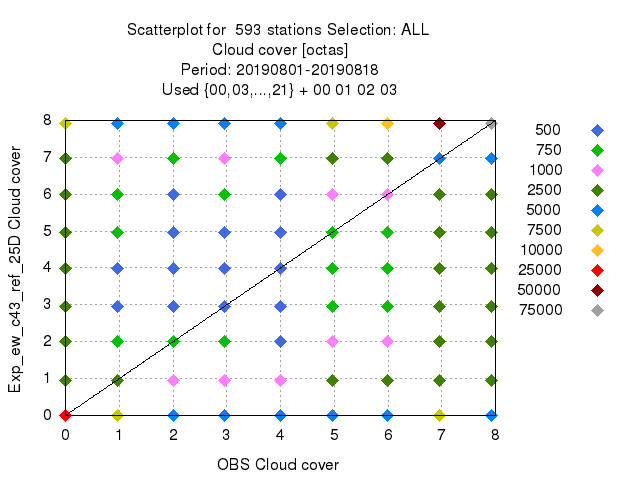 Scatterplot for 593 stations Selection: ALL
Cloud cover [octas]
Period: 20190801-20190818
Used {00,03,...,21} + 00 01 02 03
Exp_ew_c43_ref_25D Cloud cover
8
7
6
5
4
3
2
1
0
0 1 2 3 4 5 6 7 8
OBS Cloud cover
500
750
1000
2500
5000
7500
10000
25000
50000
75000